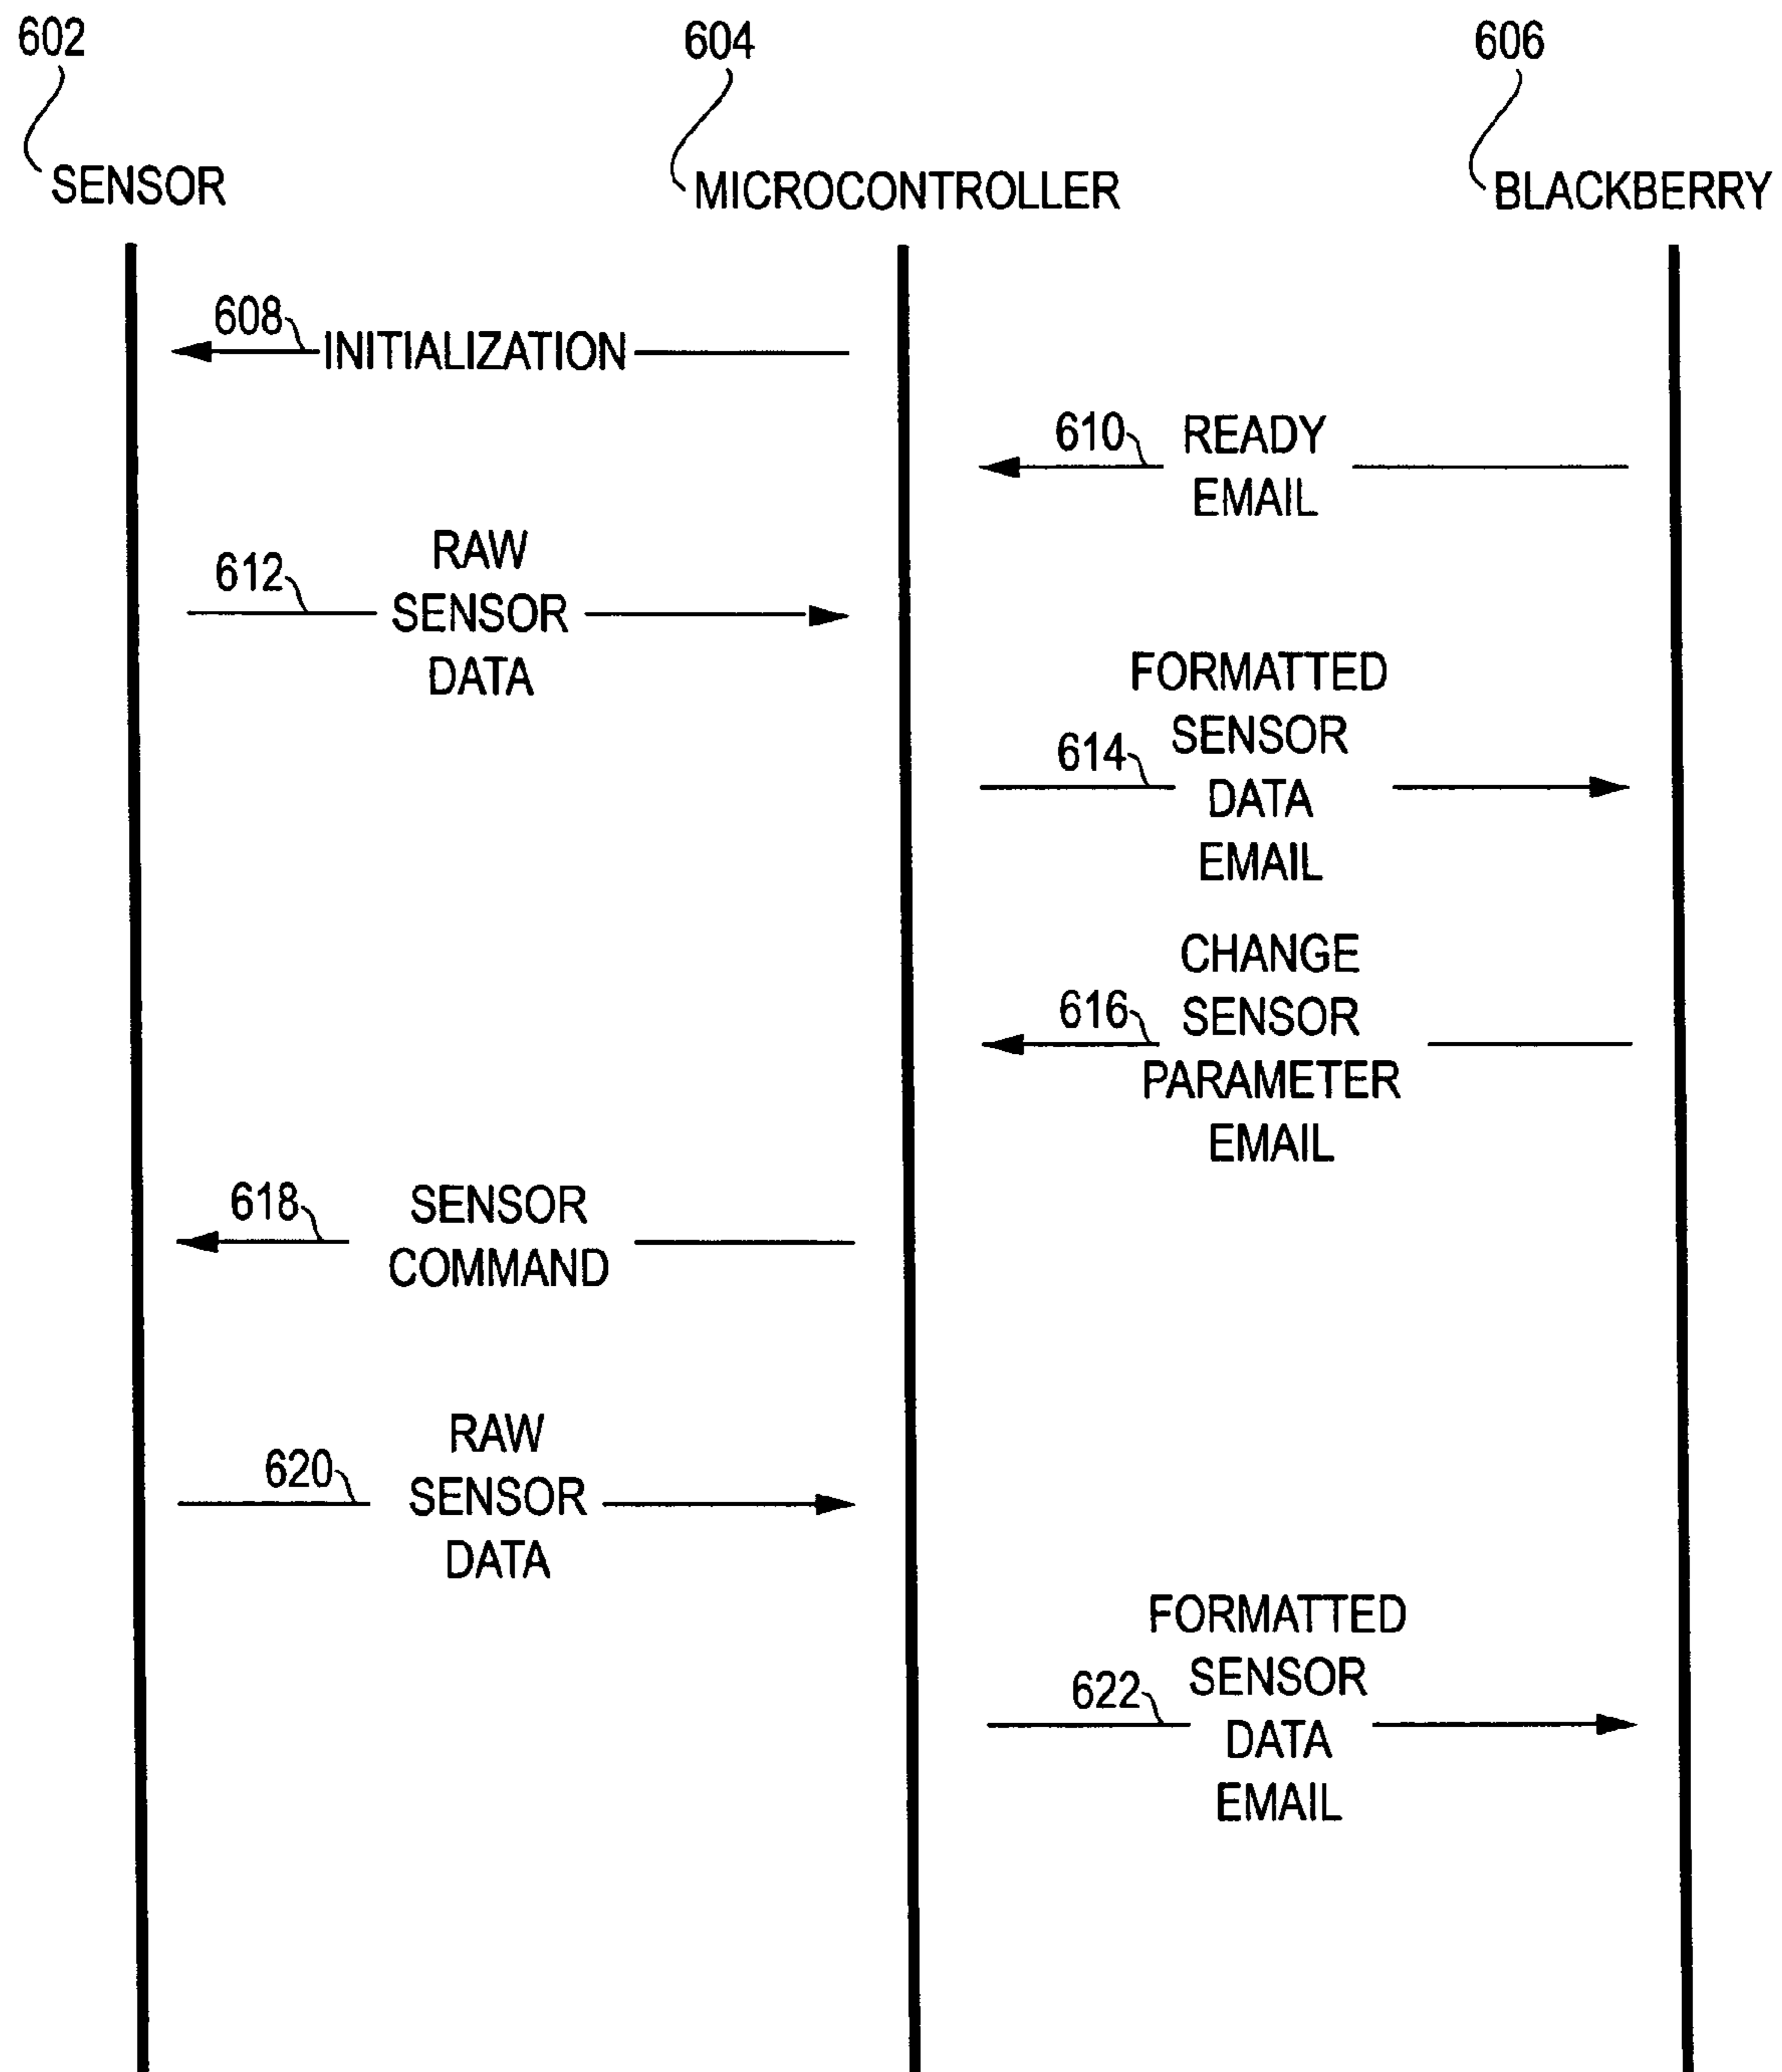 602
604
606
SENSOR
MICROCONTROLLER
BLACKBERRY
608
INITIALIZATION
610
READY
EMAIL
612
RAW
SENSOR
DATA
614
FORMATTED
SENSOR
DATA
EMAIL
616
CHANGE
SENSOR
PARAMETER
EMAIL
618
SENSOR
COMMAND
620
RAW
SENSOR
DATA
622
FORMATTED
SENSOR
DATA
EMAIL